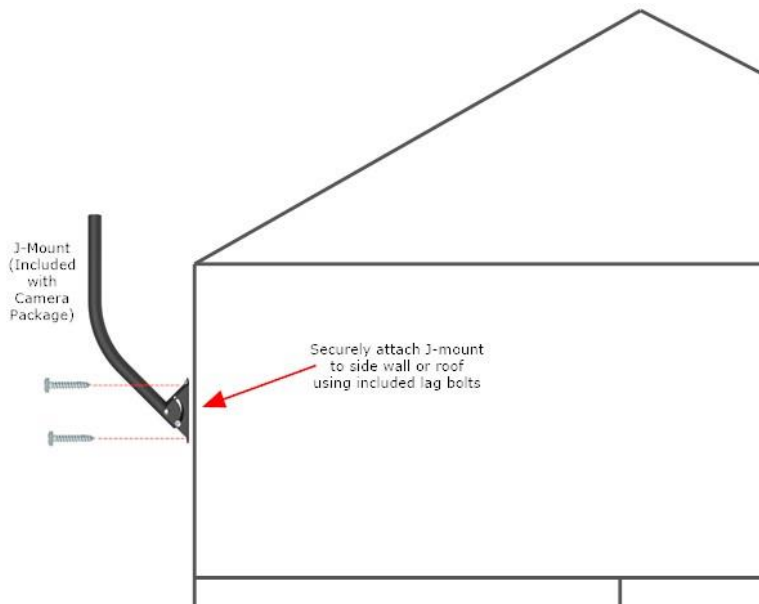 J-Mount
(Included
with
Camera
Package)
Securely attach J-mount
to side wall or roof
using included lag bolts